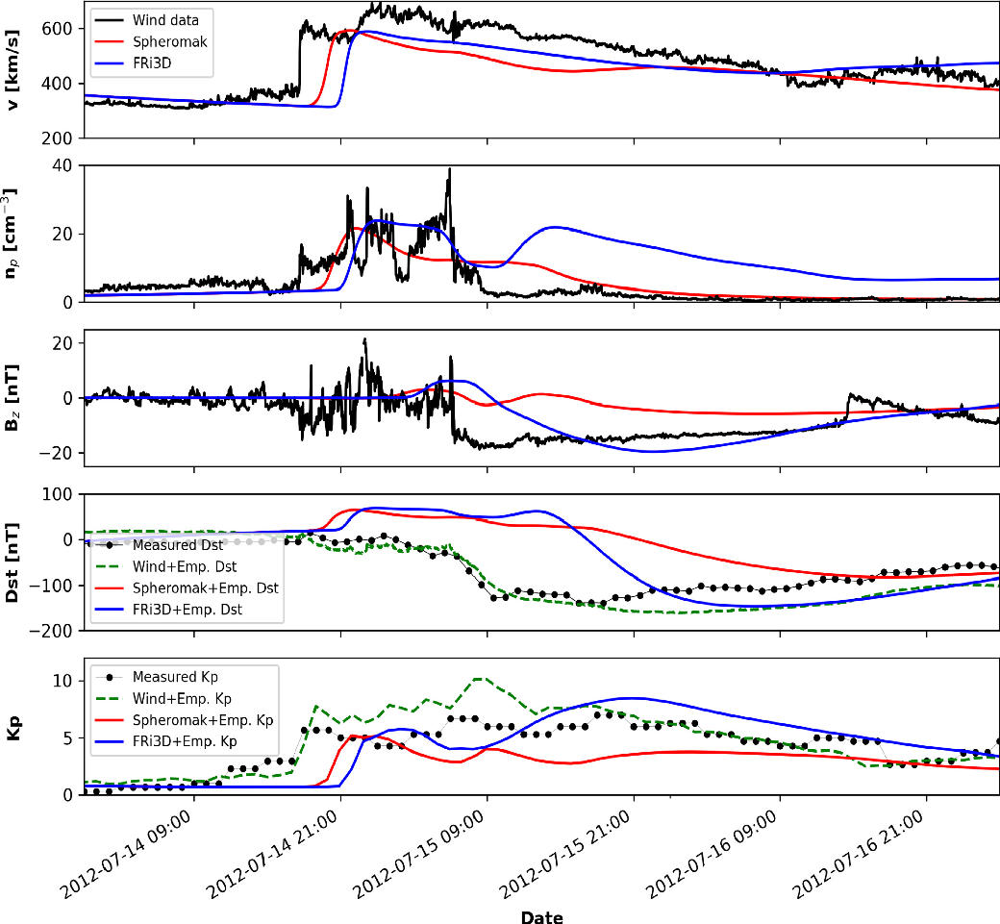 v [km/s]
600
400
200
Wind data
Spheromak
FRi3D
n_p [cm⁻³]
40
20
0
B_z [nT]
20
0
−20
Dst [nT]
100
0
−100
−200
Measured Dst
Wind+Emp. Dst
Spheromak+Emp. Dst
FRi3D+Emp. Dst
Kp
10
5
0
Measured Kp
Wind+Emp. Kp
Spheromak+Emp. Kp
FRi3D+Emp. Kp
2012-07-14 09:00
2012-07-14 21:00
2012-07-15 09:00
2012-07-15 21:00
2012-07-16 09:00
2012-07-16 21:00
Date